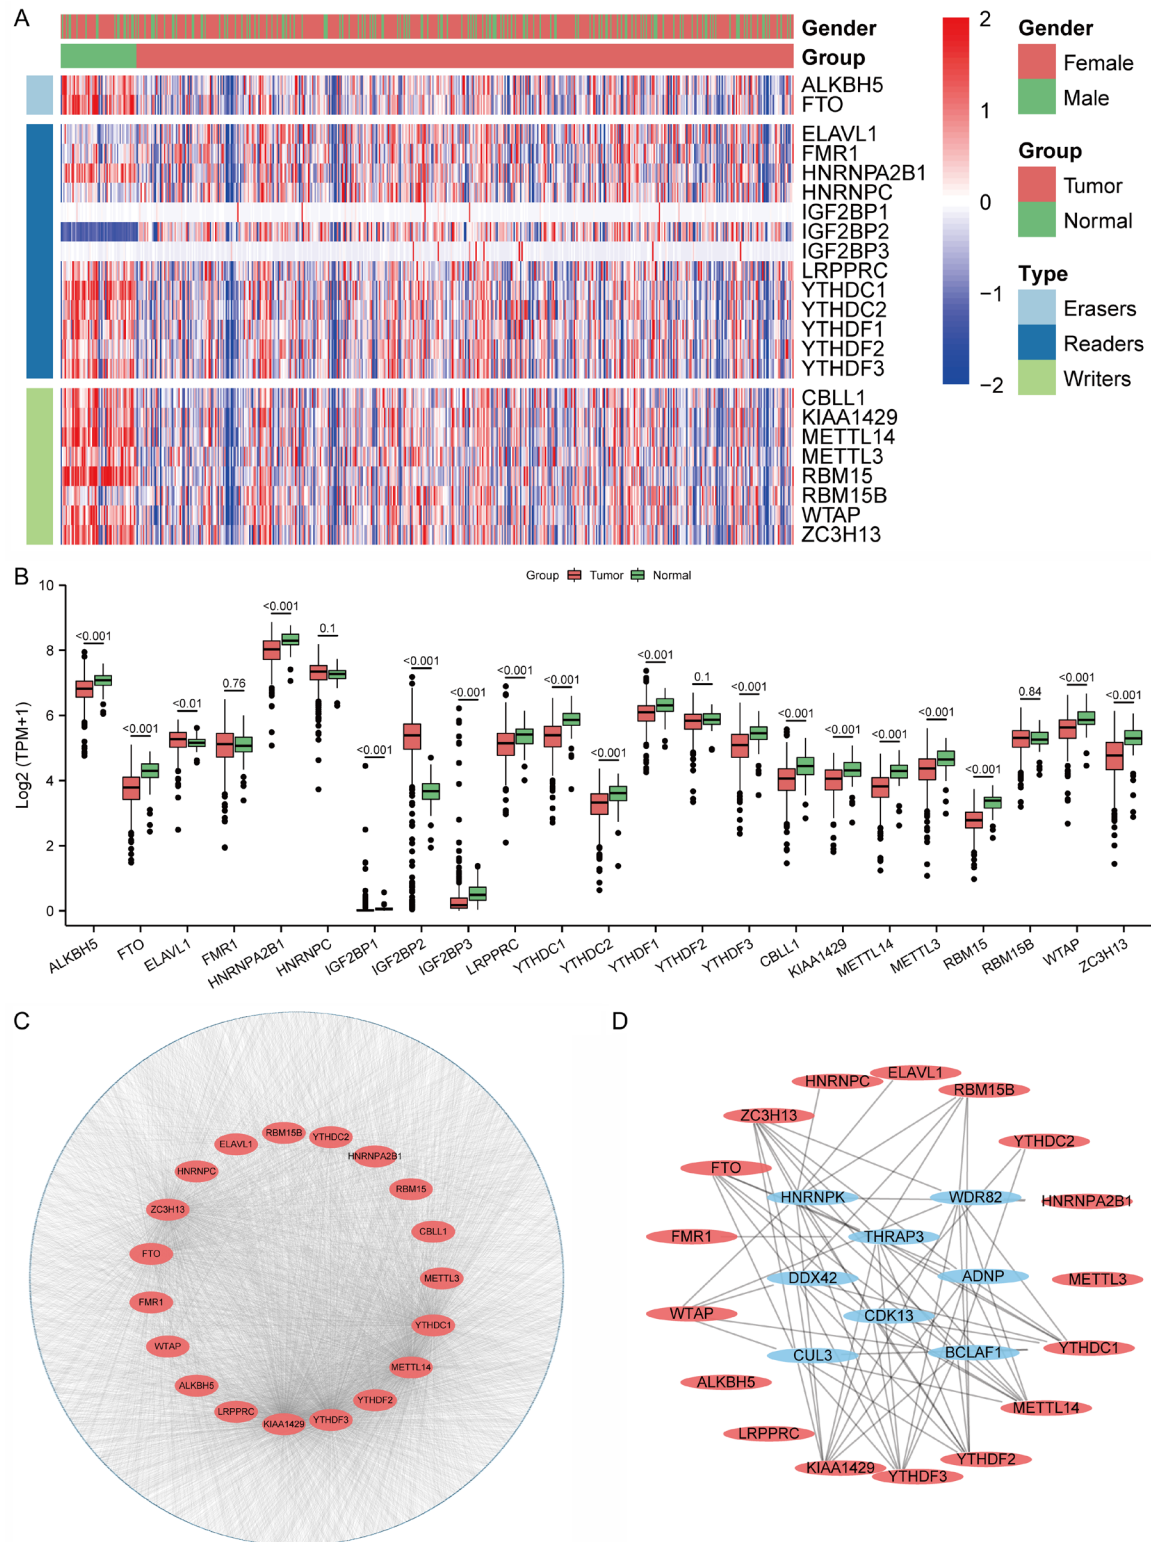 A
Gender
Group
ALKBH5
FTO
ELAVL1
FMR1
HNRNPA2B1
HNRNPC
IGF2BP1
IGF2BP2
IGF2BP3
LRPPRC
YTHDC1
YTHDC2
YTHDF1
YTHDF2
YTHDF3
CBLL1
KIAA1429
METTL14
METTL3
RBM15
RBM15B
WTAP
ZC3H13
2
1
0
−1
−2
Gender
Female
Male
Group
Tumor
Normal
Type
Erasers
Readers
Writers
B
Group Tumor Normal
Log2 (TPM+1)
10
8
6
4
2
0
<0.001
<0.001
<0.01
0.76
<0.001
0.1
<0.001
<0.001
<0.001
<0.001
<0.001
<0.001
<0.001
0.1
<0.001
<0.001
<0.001
<0.001
<0.001
<0.001
0.84
<0.001
<0.001
ALKBH5
FTO
ELAVL1
FMR1
HNRNPA2B1
HNRNPC
IGF2BP1
IGF2BP2
IGF2BP3
LRPPRC
YTHDC1
YTHDC2
YTHDF1
YTHDF2
YTHDF3
CBLL1
KIAA1429
METTL14
METTL3
RBM15
RBM15B
WTAP
ZC3H13
C
RBM15B
YTHDC2
ELAVL1
HNRNPA2B1
HNRNPC
RBM15
ZC3H13
CBLL1
FTO
METTL3
FMR1
YTHDC1
WTAP
METTL14
ALKBH5
YTHDF2
LRPPRC
YTHDF3
KIAA1429
D
ELAVL1
HNRNPC
RBM15B
ZC3H13
YTHDC2
FTO
HNRNPK
WDR82
HNRNPA2B1
FMR1
THRAP3
DDX42
ADNP
METTL3
WTAP
CDK13
CUL3
BCLAF1
YTHDC1
ALKBH5
METTL14
LRPPRC
YTHDF2
KIAA1429
YTHDF3